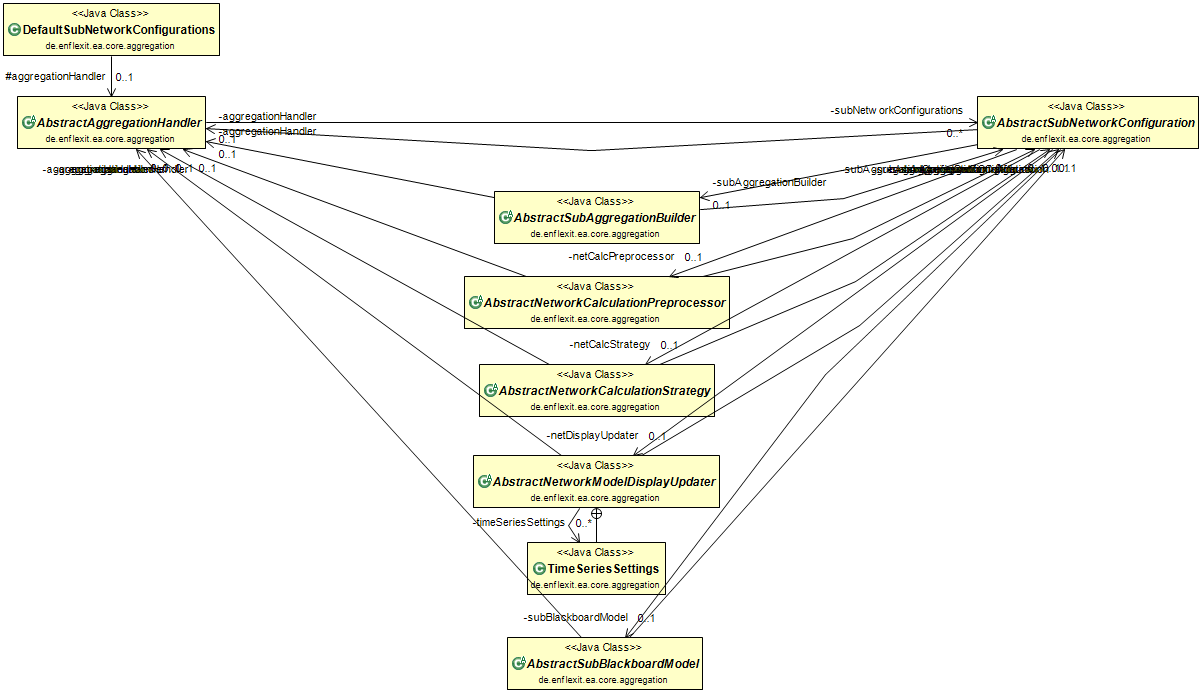 <<Java Class>>
DefaultSubNetworkConfigurations
de.enflexit.ea.core.aggregation
#aggregationHandler 0..1
<<Java Class>>
AbstractAggregationHandler
de.enflexit.ea.core.aggregation
-aggregationHandler
-aggregationHandler
0..1
0..1
-subNetworkConfigurations
0..*
<<Java Class>>
AbstractSubNetworkConfiguration
de.enflexit.ea.core.aggregation
0..1
-subAggregationBuilder
0..1
<<Java Class>>
AbstractSubAggregationBuilder
de.enflexit.ea.core.aggregation
-netCalcPreprocessor 0..1
<<Java Class>>
AbstractNetworkCalculationPreprocessor
de.enflexit.ea.core.aggregation
-netCalcStrategy 0..1
<<Java Class>>
AbstractNetworkCalculationStrategy
de.enflexit.ea.core.aggregation
-netDisplayUpdater 0..1
<<Java Class>>
AbstractNetworkModelDisplayUpdater
de.enflexit.ea.core.aggregation
-timeSeriesSettings 0..*
<<Java Class>>
TimeSeriesSettings
de.enflexit.ea.core.aggregation
-subBlackboardModel 0..1
<<Java Class>>
AbstractSubBlackboardModel
de.enflexit.ea.core.aggregation